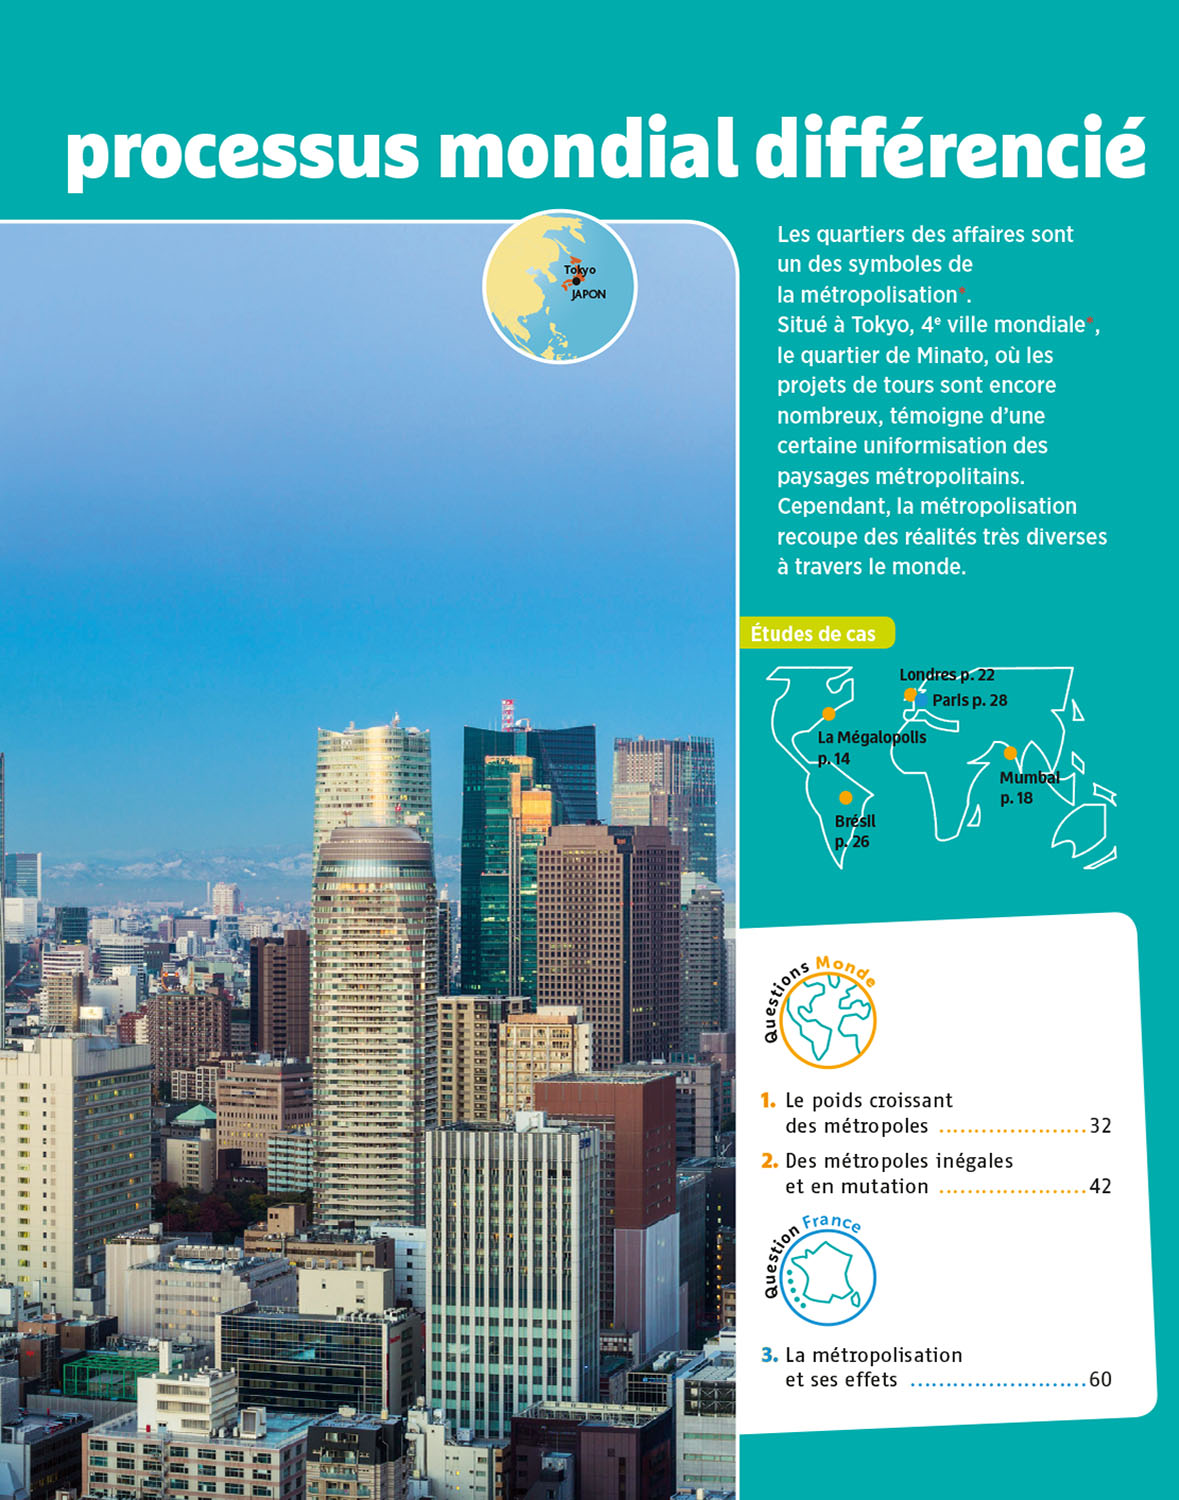 processus mondial différencié
Tokyo
JAPON
Les quartiers des affaires sont
un des symboles de
la métropolisation*.
Situé à Tokyo, 4e ville mondiale*,
le quartier de Minato, où les
projets de tours sont encore
nombreux, témoigne d’une
certaine uniformisation des
paysages métropolitains.
Cependant, la métropolisation
recoupe des réalités très diverses
à travers le monde.
Études de cas
Londres p. 22
Paris p. 28
La Mégalopolis
p. 14
Mumbai
p. 18
Brésil
p. 26
Questions Monde
1. Le poids croissant
des métropoles ..................... 32
2. Des métropoles inégales
et en mutation ..................... 42
Question France
3. La métropolisation
et ses effets ......................... 60